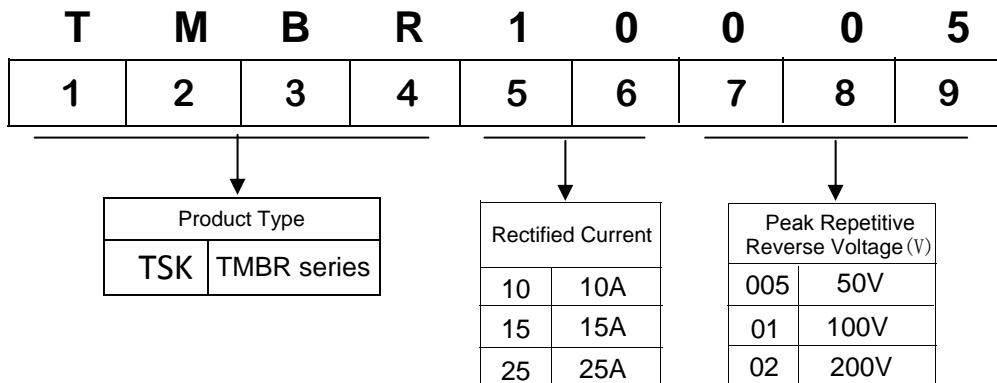 T M B R 1 0 0 0 5
1 2 3 4 5 6 7 8 9
Product Type
TSK TMBR series
Rectified Current
10 10A
15 15A
25 25A
Peak Repetitive
Reverse Voltage(V)
005 50V
01 100V
02 200V